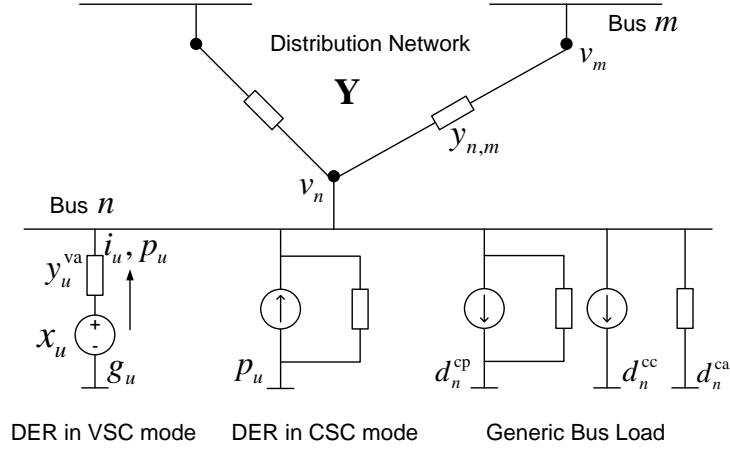 Distribution Network
Bus m
Y
v_m
y_{n,m}
v_n
Bus n
i_u, p_u
y_u^{va}
+
-
x_u
g_u
p_u
d_n^{cp}
d_n^{cc}
d_n^{ca}
DER in VSC mode
DER in CSC mode
Generic Bus Load